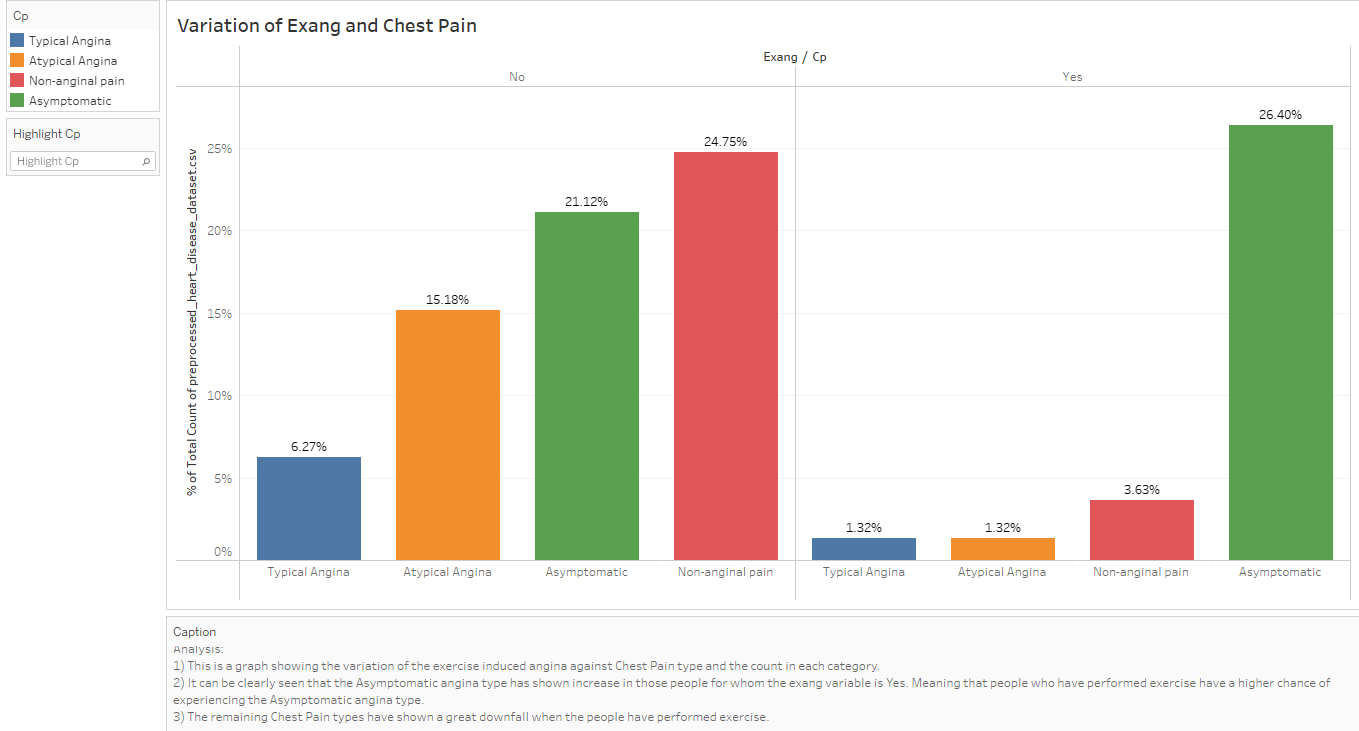 Cp
Typical Angina
Atypical Angina
Non-anginal pain
Asymptomatic
Highlight Cp
Highlight Cp
Variation of Exang and Chest Pain
Exang / Cp
No
Yes
% of Total Count of preprocessed_heart_disease_dataset.csv
25%
20%
15%
10%
5%
0%
6.27%
15.18%
21.12%
24.75%
1.32%
1.32%
3.63%
26.40%
Typical Angina
Atypical Angina
Asymptomatic
Non-anginal pain
Typical Angina
Atypical Angina
Non-anginal pain
Asymptomatic
Caption
Analysis:
1) This is a graph showing the variation of the exercise induced angina against Chest Pain type and the count in each category.
2) It can be clearly seen that the Asymptomatic angina type has shown increase in those people for whom the exang variable is Yes. Meaning that people who have performed exercise have a higher chance of
experiencing the Asymptomatic angina type.
3) The remaining Chest Pain types have shown a great downfall when the people have performed exercise.